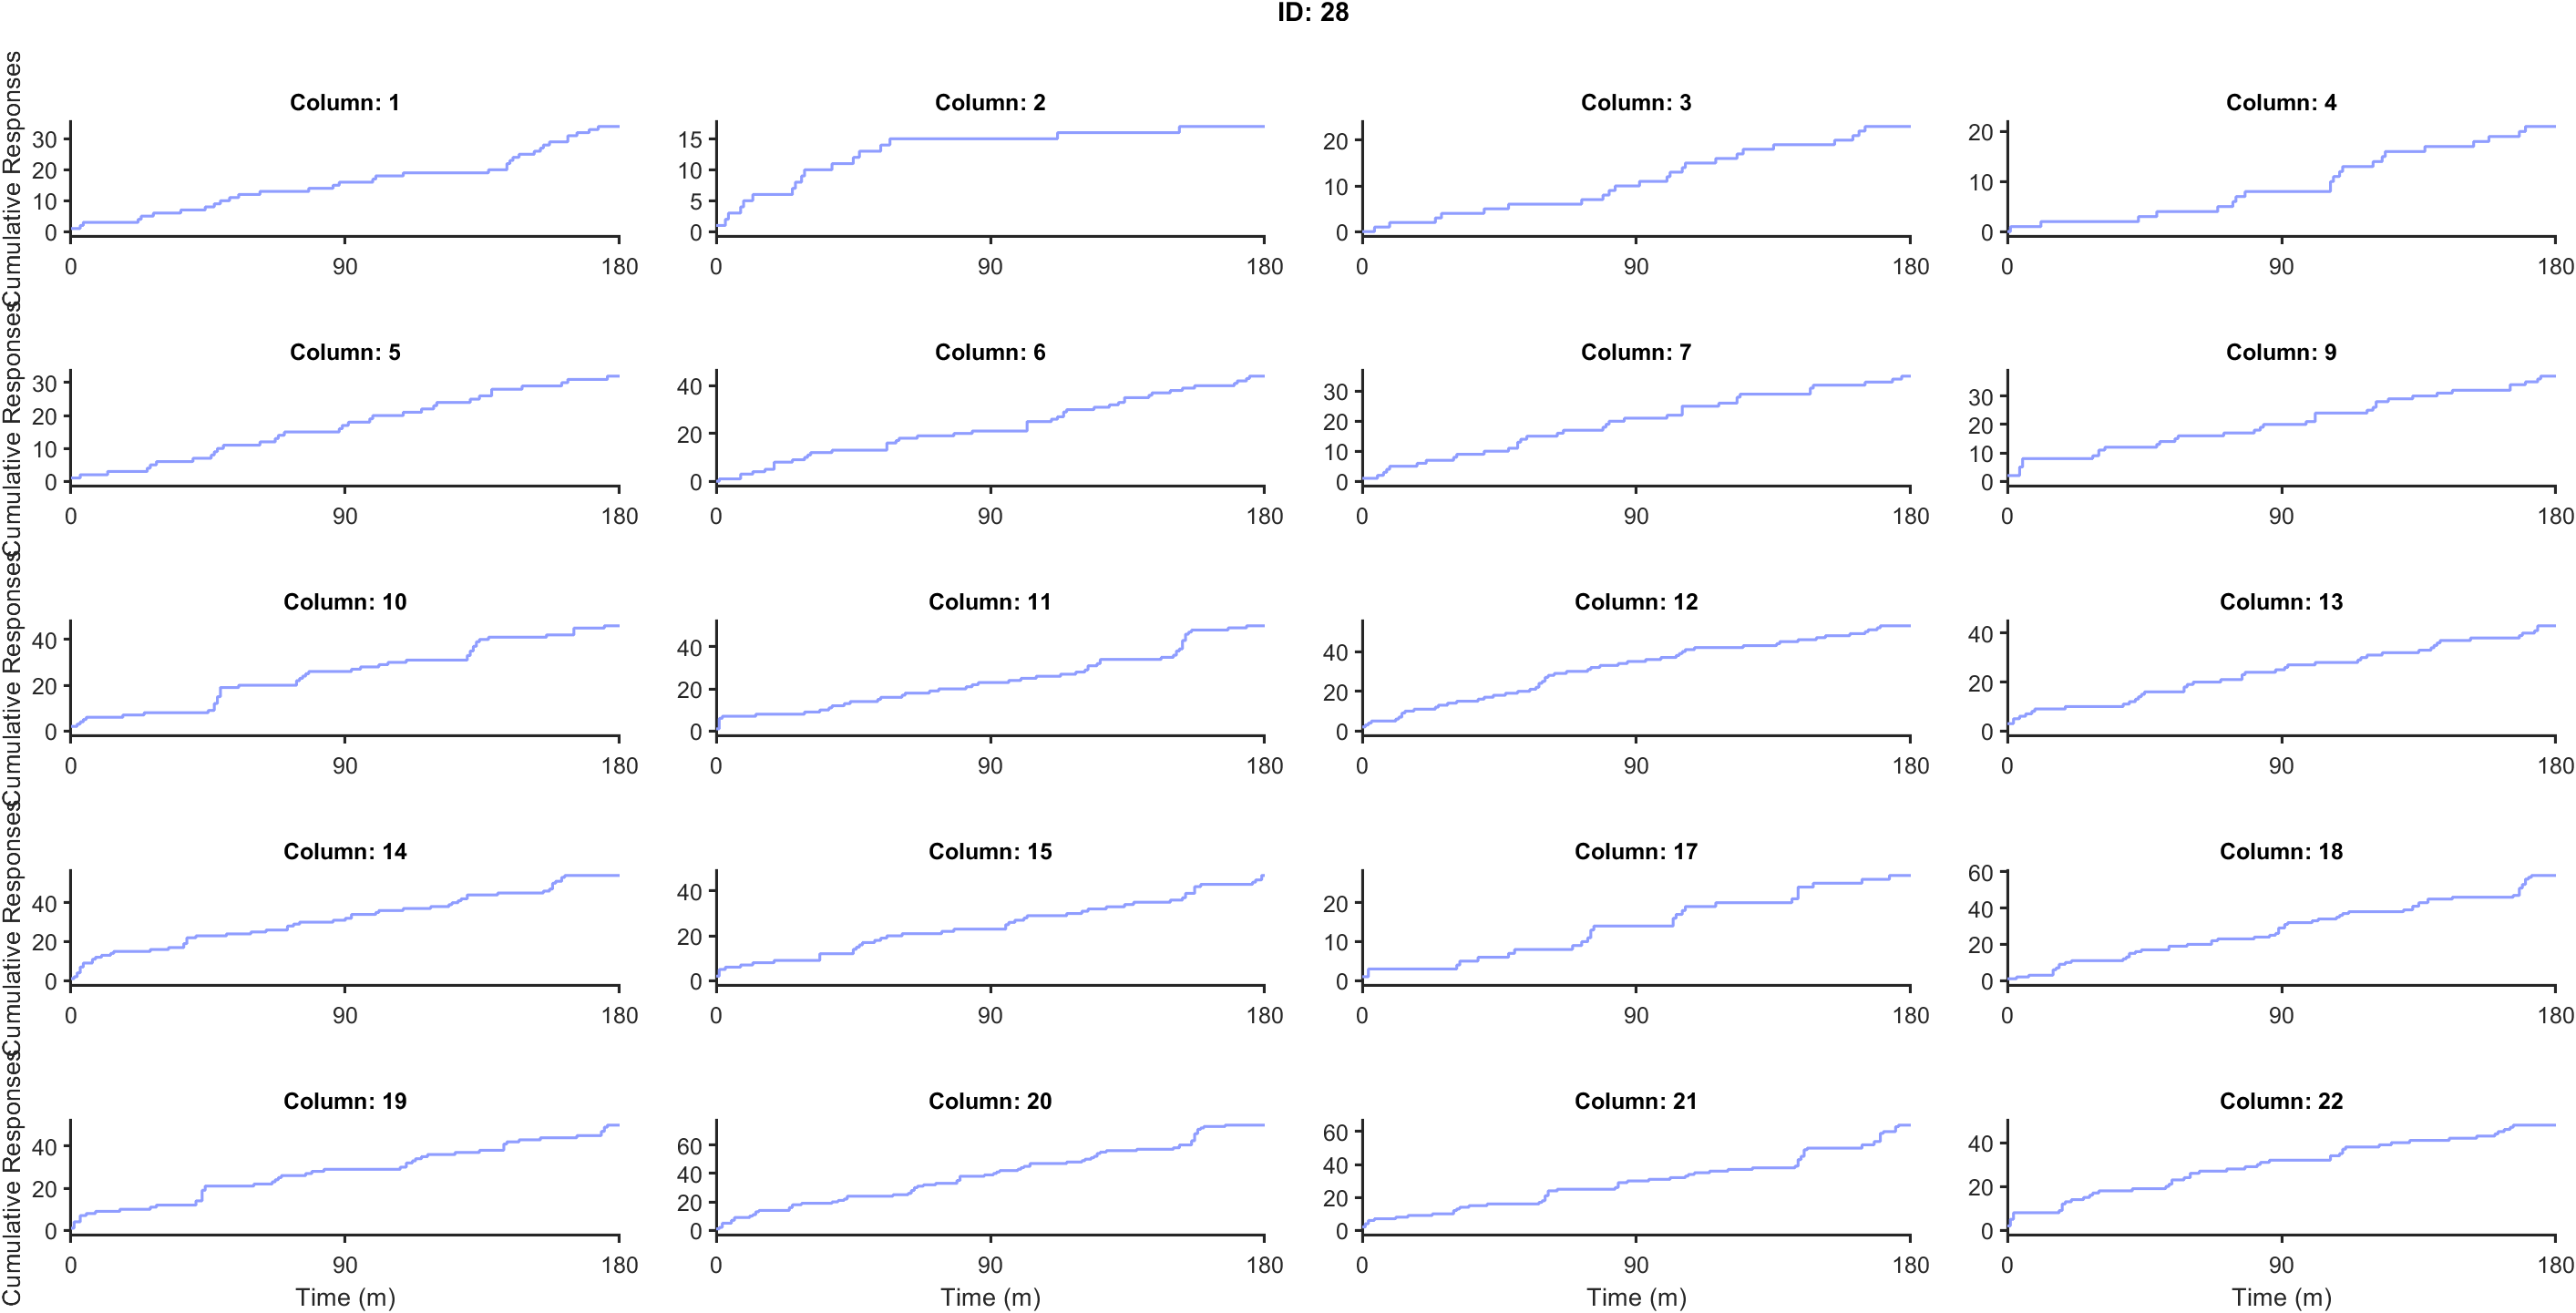 ID: 28
Column: 1
Column: 2
Column: 3
Column: 4
Cumulative Responses
30
20
10
0
0 90 180
15
10
5
0
0 90 180
20
10
0
0 90 180
20
10
0
0 90 180
Column: 5
Column: 6
Column: 7
Column: 9
Cumulative Responses
30
20
10
0
0 90 180
40
20
0
0 90 180
30
20
10
0
0 90 180
30
20
10
0
0 90 180
Column: 10
Column: 11
Column: 12
Column: 13
Cumulative Responses
40
20
0
0 90 180
40
20
0
0 90 180
40
20
0
0 90 180
40
20
0
0 90 180
Column: 14
Column: 15
Column: 17
Column: 18
Cumulative Responses
40
20
0
0 90 180
40
20
0
0 90 180
20
10
0
0 90 180
60
40
20
0
0 90 180
Column: 19
Column: 20
Column: 21
Column: 22
Cumulative Responses
40
20
0
0 90 180
Time (m)
60
40
20
0
0 90 180
Time (m)
60
40
20
0
0 90 180
Time (m)
40
20
0
0 90 180
Time (m)